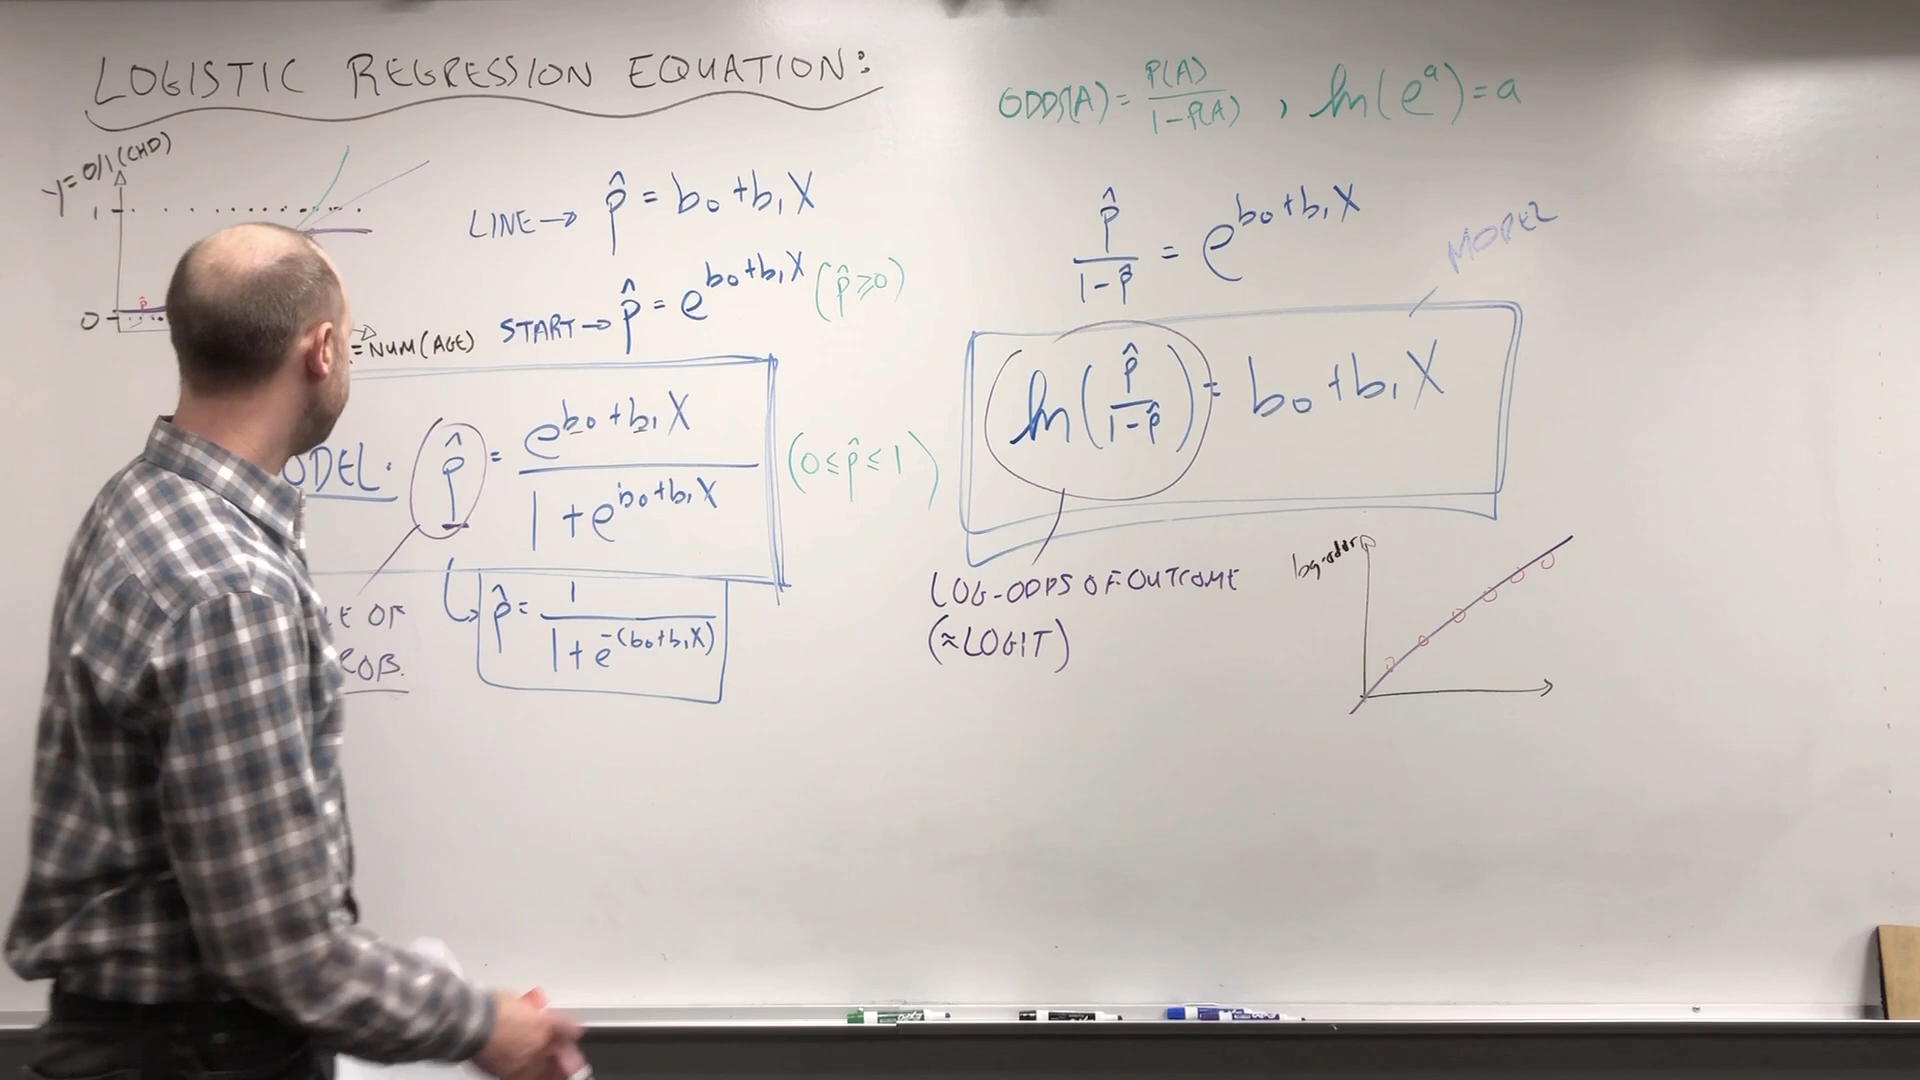 LOGISTIC REGRESSION EQUATION:
Y=0/1 (CHD)
1
0
p̂
=NUM(AGE)
LINE→ p̂ = b₀+b₁X
START→ p̂ = e^(b₀+b₁X) (p̂≥0)
ODEL. p̂ = e^(b₀+b₁X) / (1+e^(b₀+b₁X)) (0≤p̂≤1)
p̂ = 1 / (1+e^-(b₀+b₁X))
OF
OB.
ODDS(A) = P(A)/(1-P(A)) , ln(e^a)=a
p̂/(1-p̂) = e^(b₀+b₁X)
MODEL
ln(p̂/(1-p̂)) = b₀+b₁X
LOG-ODDS OF OUTCOME
(≈LOGIT)
log-odds